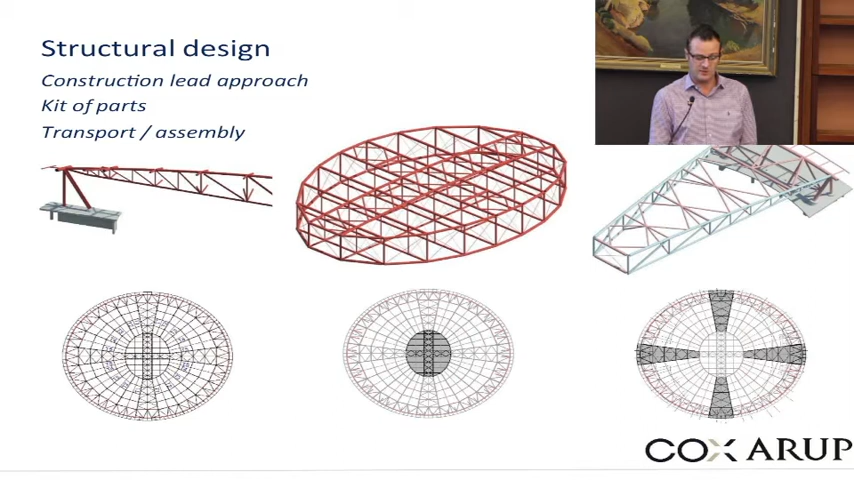 Structural design
Construction lead approach
Kit of parts
Transport / assembly
COX ARUP